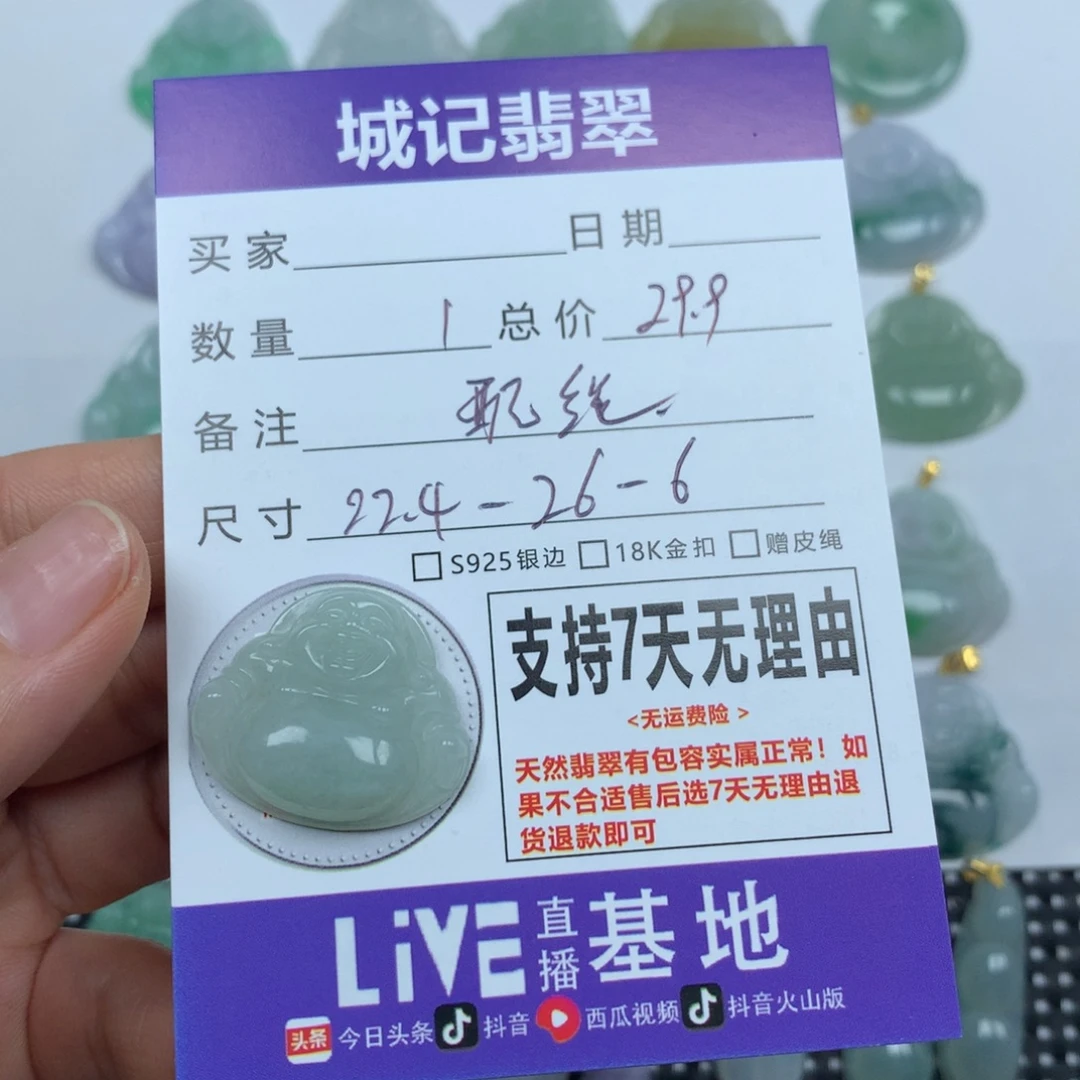 城记翡翠
买家 日期
数量 1 总价 29.9
备注 配绳.
尺寸 22.4-26-6
S925银边 18K金扣 赠皮绳
支持7天无理由
<无运费险>
天然翡翠有包容实属正常！如
果不合适售后选7天无理由退
货退款即可
LiVE 直播 基地
头条 今日头条 抖音 西瓜视频 抖音火山版